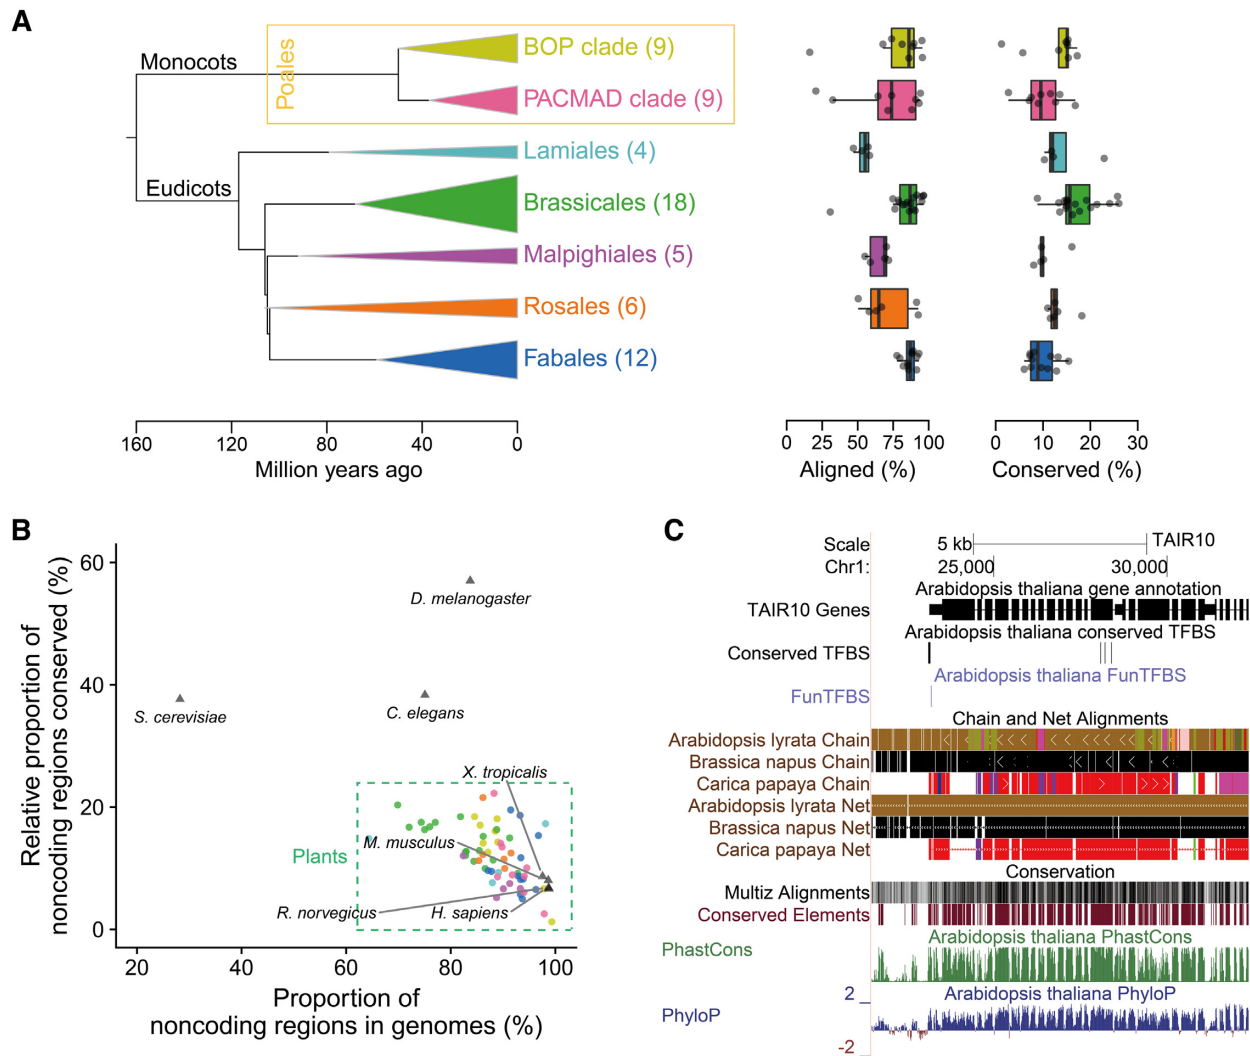 A
Monocots
Poales
BOP clade (9)
PACMAD clade (9)
Lamiales (4)
Eudicots
Brassicales (18)
Malpighiales (5)
Rosales (6)
Fabales (12)
160 120 80 40 0
Million years ago
0 25 50 75 100
Aligned (%)
0 10 20 30
Conserved (%)
B
Relative proportion of
noncoding regions conserved (%)
60
40
20
0
D. melanogaster
S. cerevisiae
C. elegans
X. tropicalis
M. musculus
Plants
R. norvegicus
H. sapiens
20 40 60 80 100
Proportion of
noncoding regions in genomes (%)
C
Scale 5 kb TAIR10
Chr1: 25,000 30,000
Arabidopsis thaliana gene annotation
TAIR10 Genes
Arabidopsis thaliana conserved TFBS
Conserved TFBS
Arabidopsis thaliana FunTFBS
FunTFBS
Chain and Net Alignments
Arabidopsis lyrata Chain
Brassica napus Chain
Carica papaya Chain
Arabidopsis lyrata Net
Brassica napus Net
Carica papaya Net
Conservation
Multiz Alignments
Conserved Elements
Arabidopsis thaliana PhastCons
PhastCons
Arabidopsis thaliana PhyloP
2
PhyloP
-2